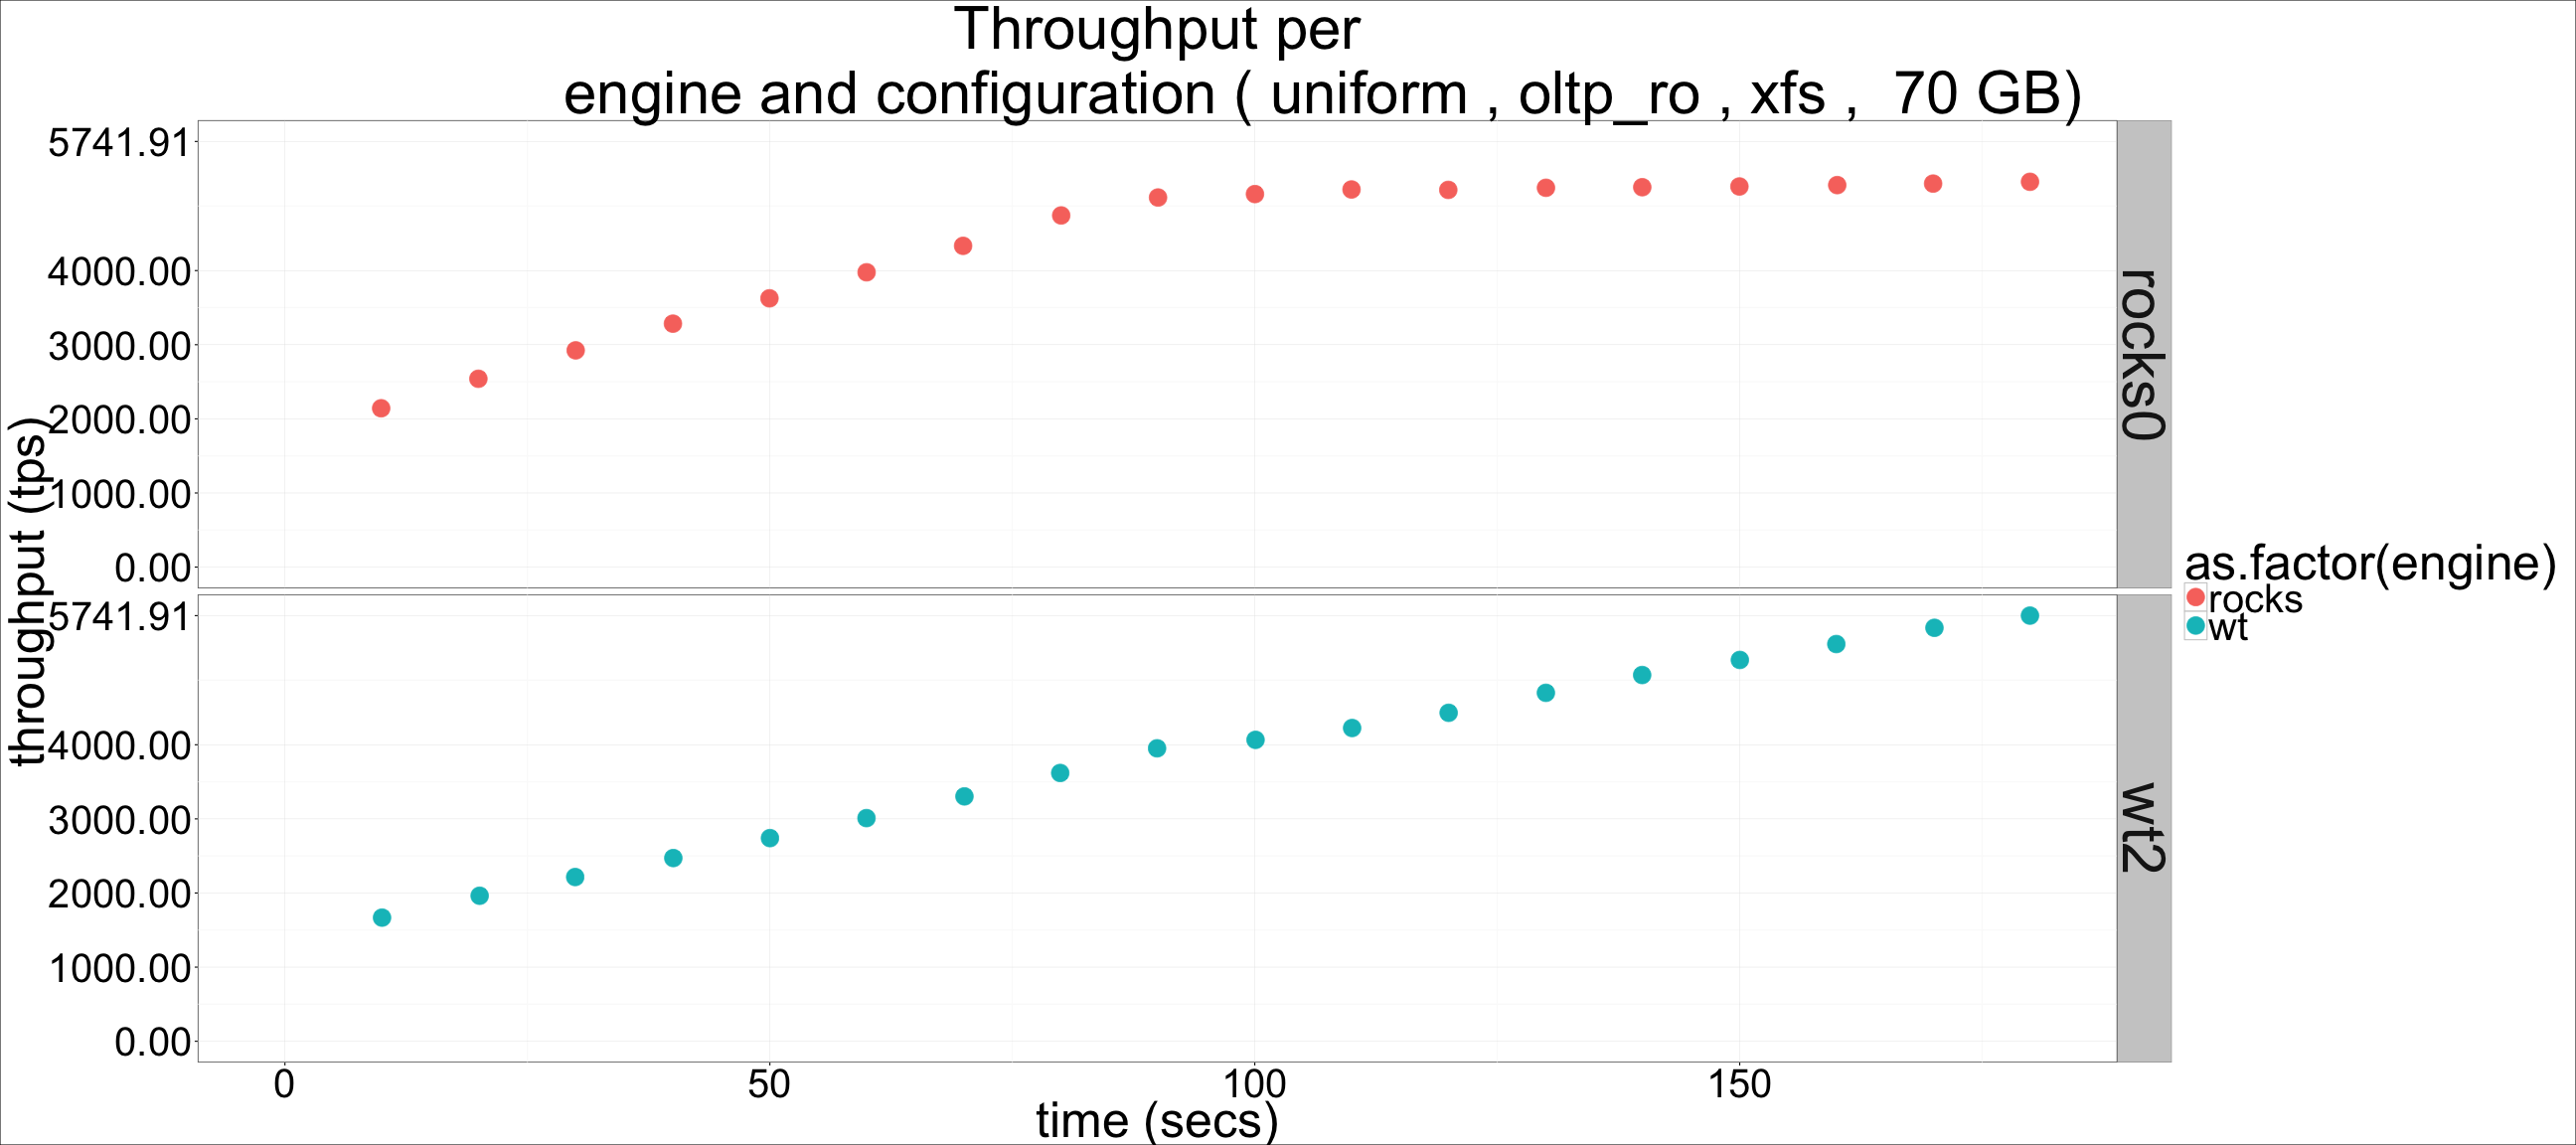 Throughput per
engine and configuration ( uniform , oltp_ro , xfs ,  70 GB)
throughput (tps)
5741.91
4000.00
3000.00
2000.00
1000.00
0.00
rocks0
5741.91
4000.00
3000.00
2000.00
1000.00
0.00
wt2
0 50 100 150
time (secs)
as.factor(engine)
rocks
wt